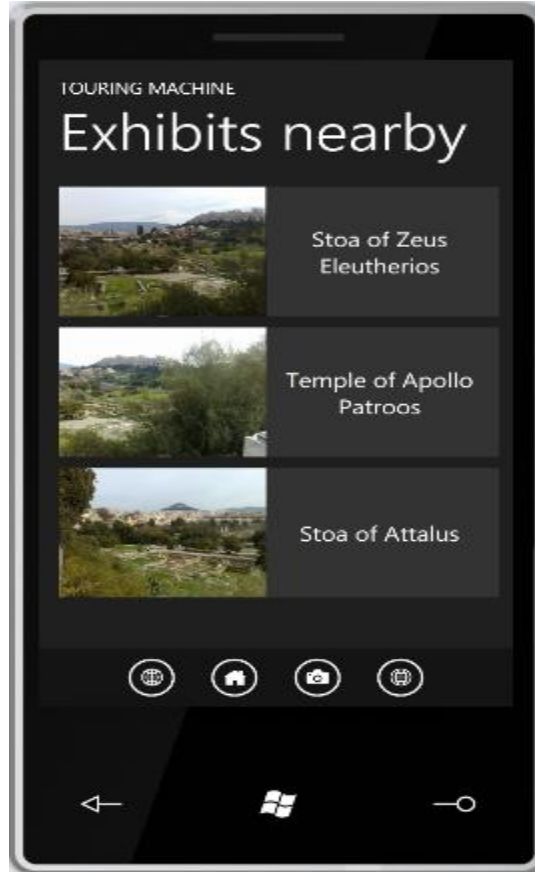 TOURING MACHINE
Exhibits nearby
Stoa of Zeus
Eleutherios
Temple of Apollo
Patroos
Stoa of Attalus